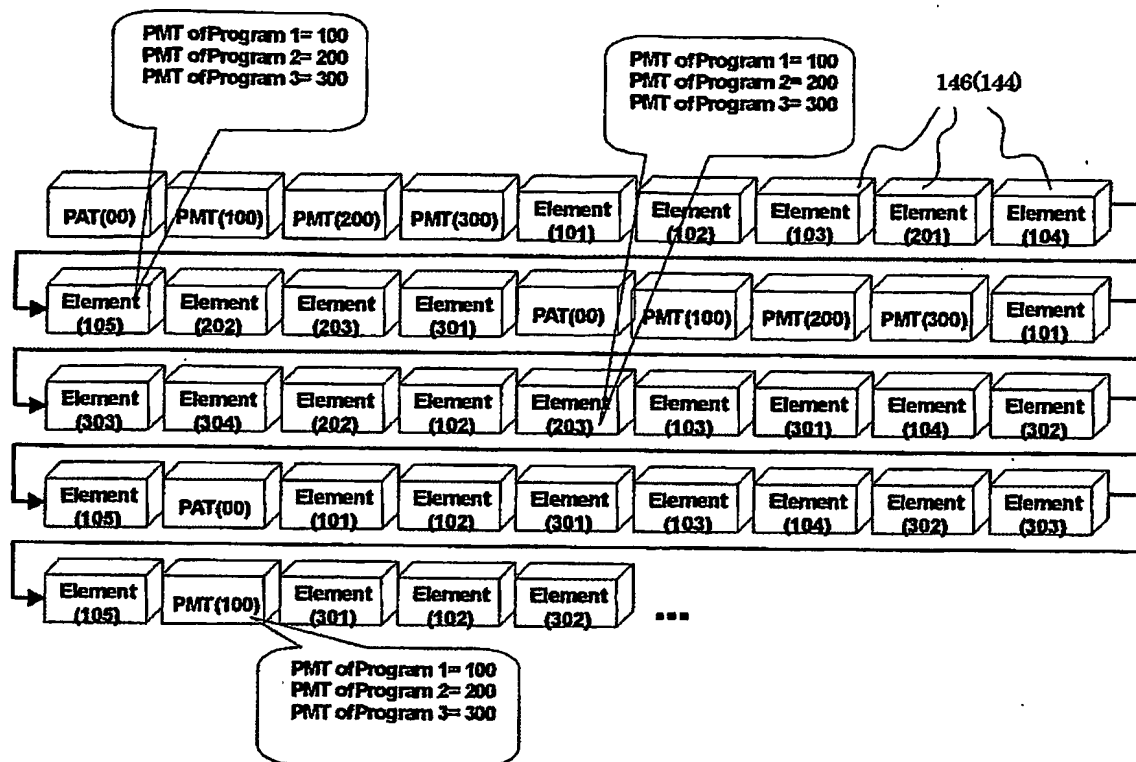 PMT of Program 1= 100
PMT of Program 2= 200
PMT of Program 3= 300
PMT of Program 1= 100
PMT of Program 2= 200
PMT of Program 3= 300
146(144)
PAT(00) PMT(100) PMT(200) PMT(300) Element (101) Element (102) Element (103) Element (201) Element (104)
Element (105) Element (202) Element (203) Element (301) PAT(00) PMT(100) PMT(200) PMT(300) Element (101)
Element (303) Element (304) Element (202) Element (102) Element (203) Element (103) Element (301) Element (104) Element (302)
Element (105) PAT(00) Element (101) Element (102) Element (301) Element (103) Element (104) Element (302) Element (303)
Element (105) PMT(100) Element (301) Element (102) Element (302) ...
PMT of Program 1= 100
PMT of Program 2= 200
PMT of Program 3= 300